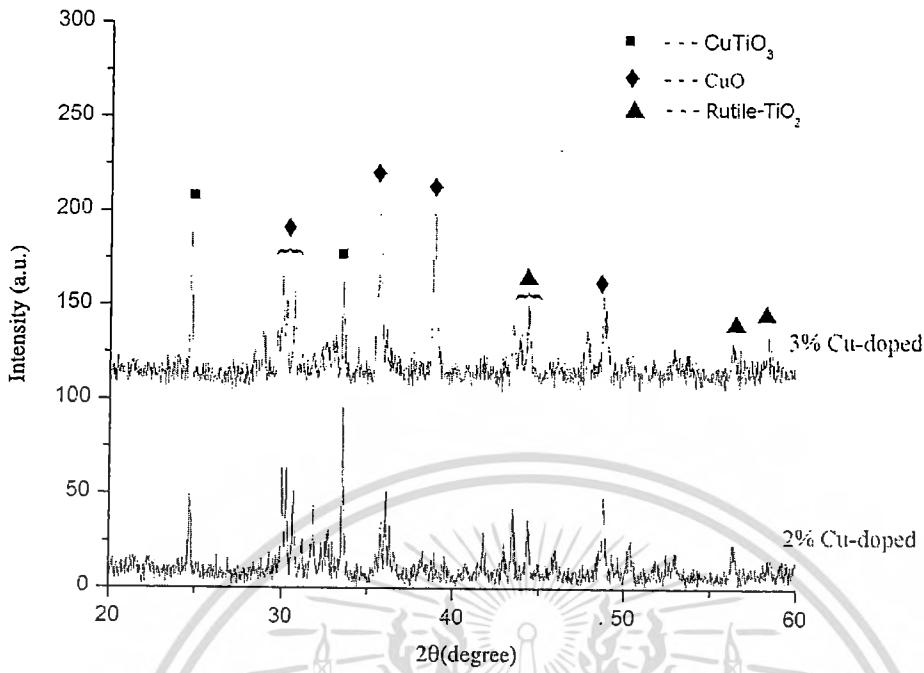 300
250
200
150
100
50
0
Intensity (a.u.)
■ --- CuTiO₃
◆ --- CuO
▲ --- Rutile-TiO₂
3% Cu-doped
2% Cu-doped
20 30 40 50 60
2θ(degree)